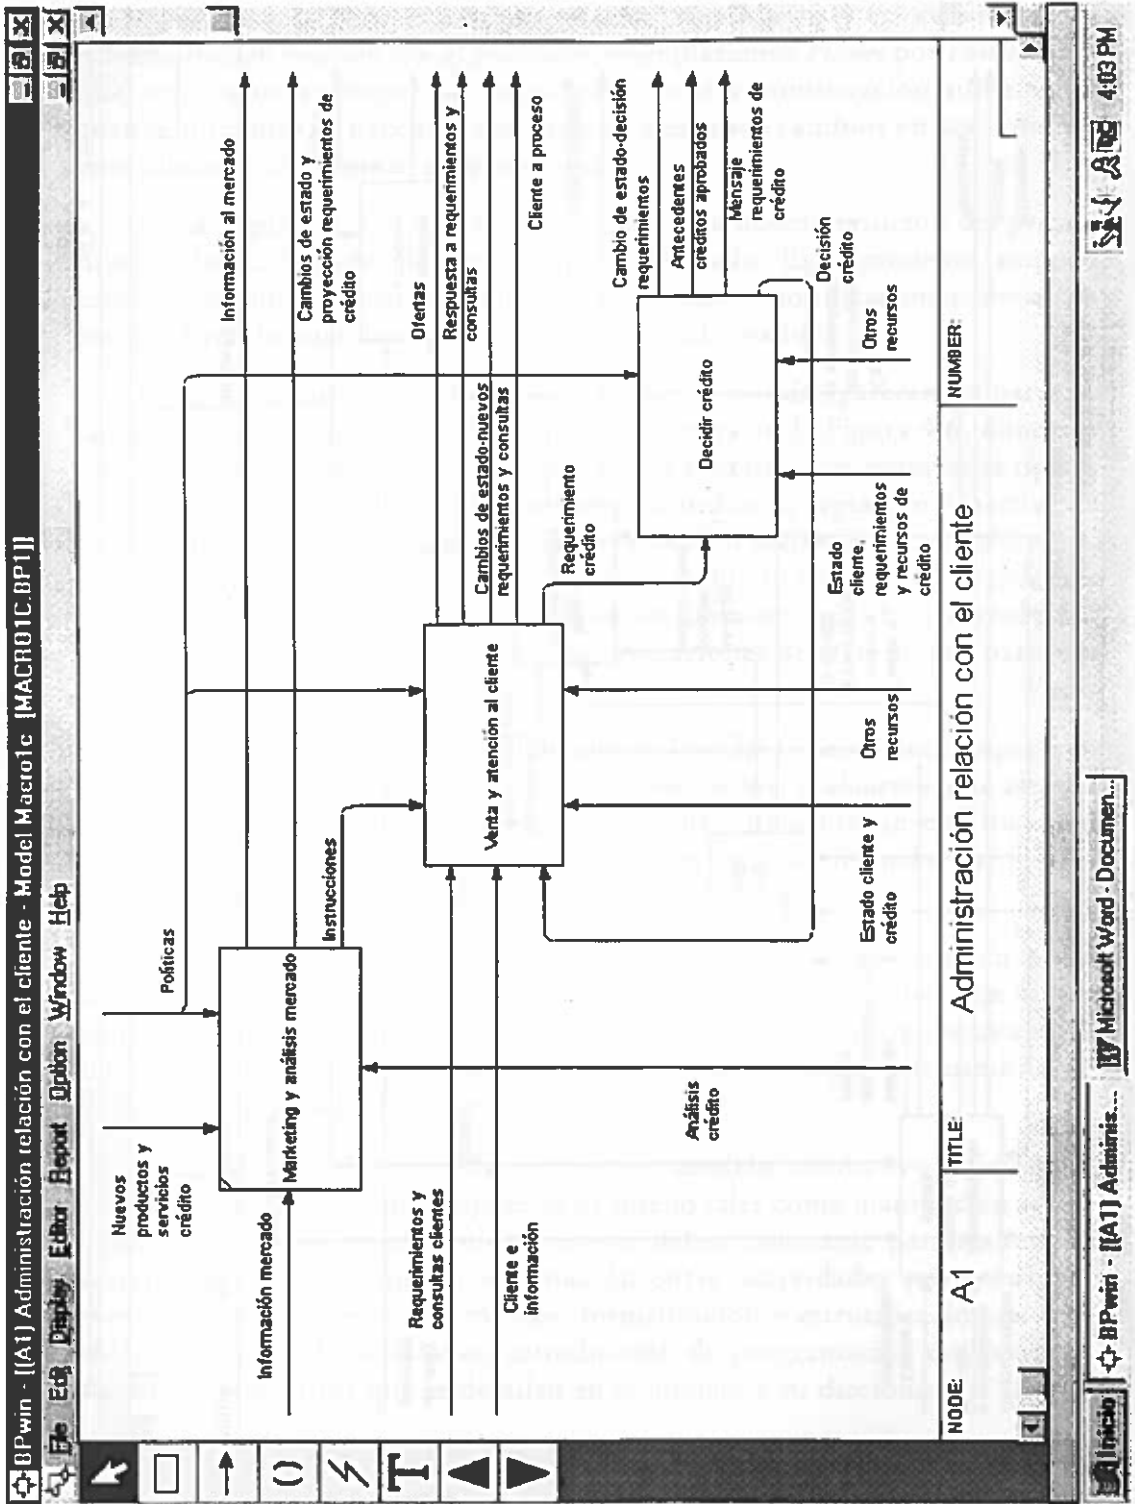 BPwin - [(A1) Administración relación con el cliente - Model Macro1c [MACRO1C.BP1]]
File Edit Display Editor Report Option Window Help
Nuevos
productos y
servicios
crédito
Políticas
Información al mercado
Cambios de estado y
proyección requerimientos de
crédito
Información mercado
Marketing y análisis mercado
Instrucciones
Ofertas
Respuesta a requerimientos y
consultas
Cambios de estado-nuevos
requerimientos y consultas
Cliente a proceso
Requerimientos y
consultas clientes
Cliente e
información
Venta y atención al cliente
Requerimiento
crédito
Cambio de estado-decisión
requerimientos
Antecedentes
créditos aprobados
Mensaje
requerimientos de
crédito
Decidir crédito
Decisión
crédito
Análisis
crédito
Estado cliente y
crédito
Otros
recursos
Estado
cliente,
requerimientos
y recursos de
crédito
Otros
recursos
NODE:
A1
TITLE:
Administración relación con el cliente
NUMBER:
Inicio
BPwin - [(A1) Adminis...
Microsoft Word - Documen...
4:03 PM